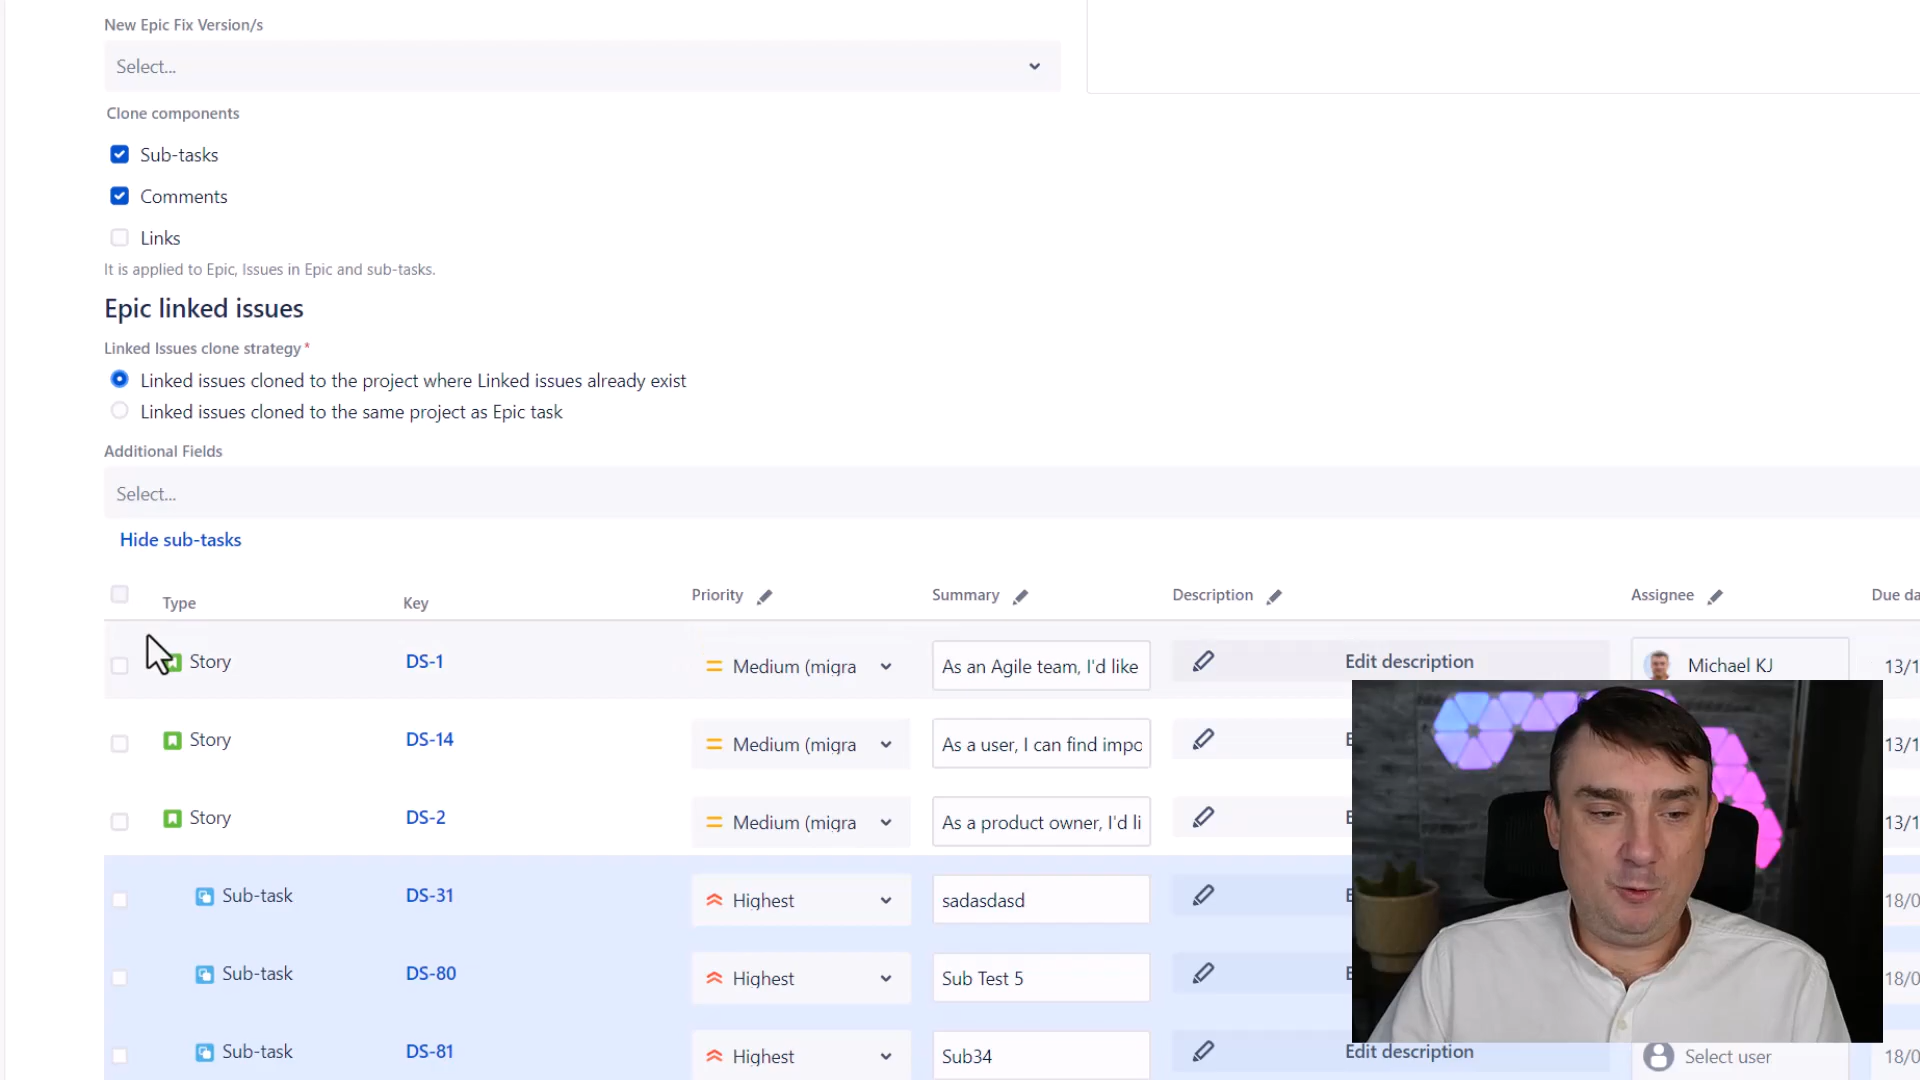 New Epic Fix Version/s
Select...
Clone components
Sub-tasks
Comments
Links
It is applied to Epic, Issues in Epic and sub-tasks.
Epic linked issues
Linked Issues clone strategy*
Linked issues cloned to the project where Linked issues already exist
Linked issues cloned to the same project as Epic task
Additional Fields
Select...
Hide sub-tasks
Type Key Priority Summary Description Assignee Due da
Story DS-1 Medium (migra As an Agile team, I'd like Edit description Michael KJ 13/1
Story DS-14 Medium (migra As a user, I can find impo E 13/1
Story DS-2 Medium (migra As a product owner, I'd li E 13/1
Sub-task DS-31 Highest sadasdasd E 18/0
Sub-task DS-80 Highest Sub Test 5 E 18/0
Sub-task DS-81 Highest Sub34 Edit description Select user 18/0